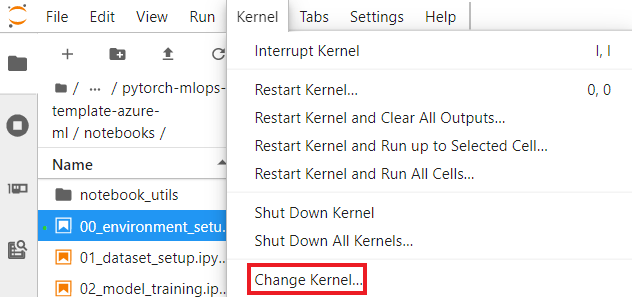 File Edit View Run Kernel Tabs Settings Help
/ ... / pytorch-mlops-
template-azure-
ml / notebooks /
Name
notebook_utils
00_environment_setu.
01_dataset_setup.ipy...
02_model_training.ip...
Interrupt Kernel I, I
Restart Kernel... 0, 0
Restart Kernel and Clear All Outputs...
Restart Kernel and Run up to Selected Cell...
Restart Kernel and Run All Cells...
Shut Down Kernel
Shut Down All Kernels...
Change Kernel...